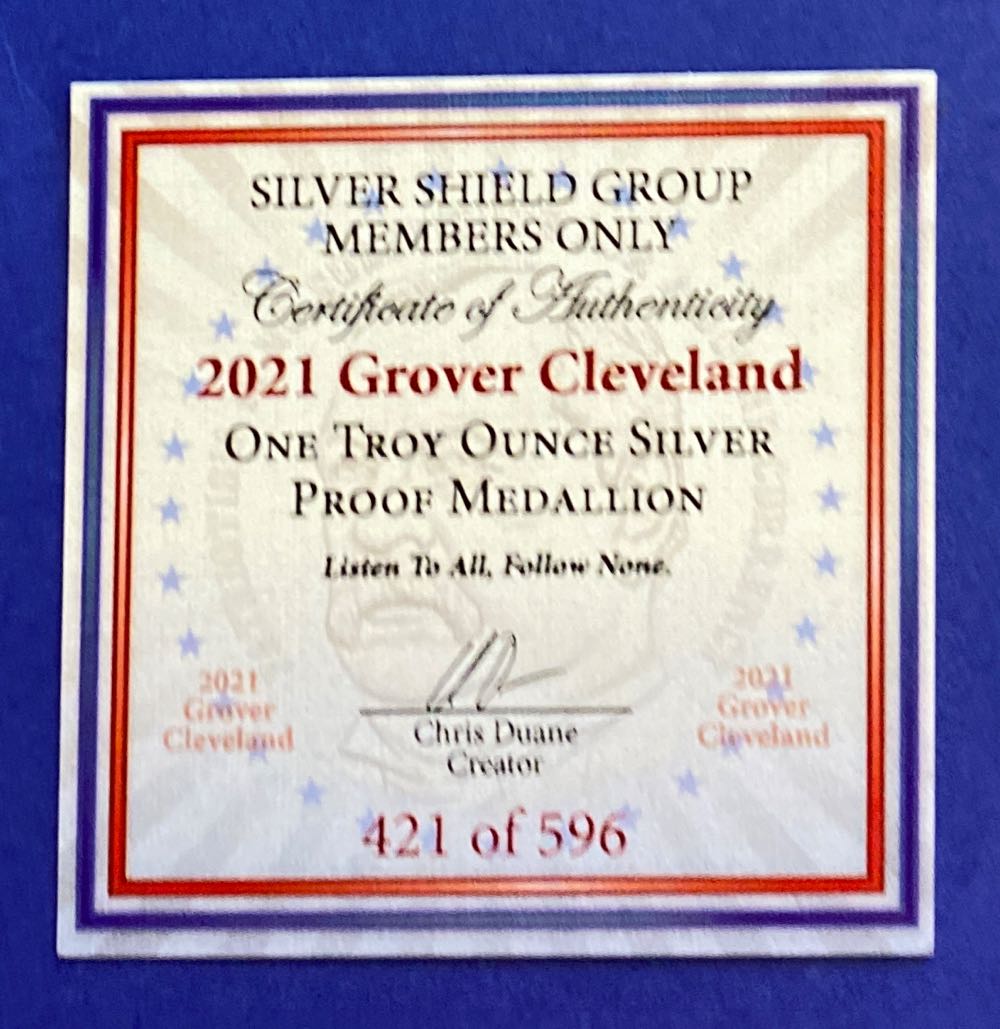 SILVER SHIELD GROUP
MEMBERS ONLY
Certificate of Authenticity
2021 Grover Cleveland
ONE TROY OUNCE SILVER
PROOF MEDALLION
Listen To All, Follow None.
2021
Grover
Cleveland
Chris Duane
Creator
2021
Grover
Cleveland
421 of 596